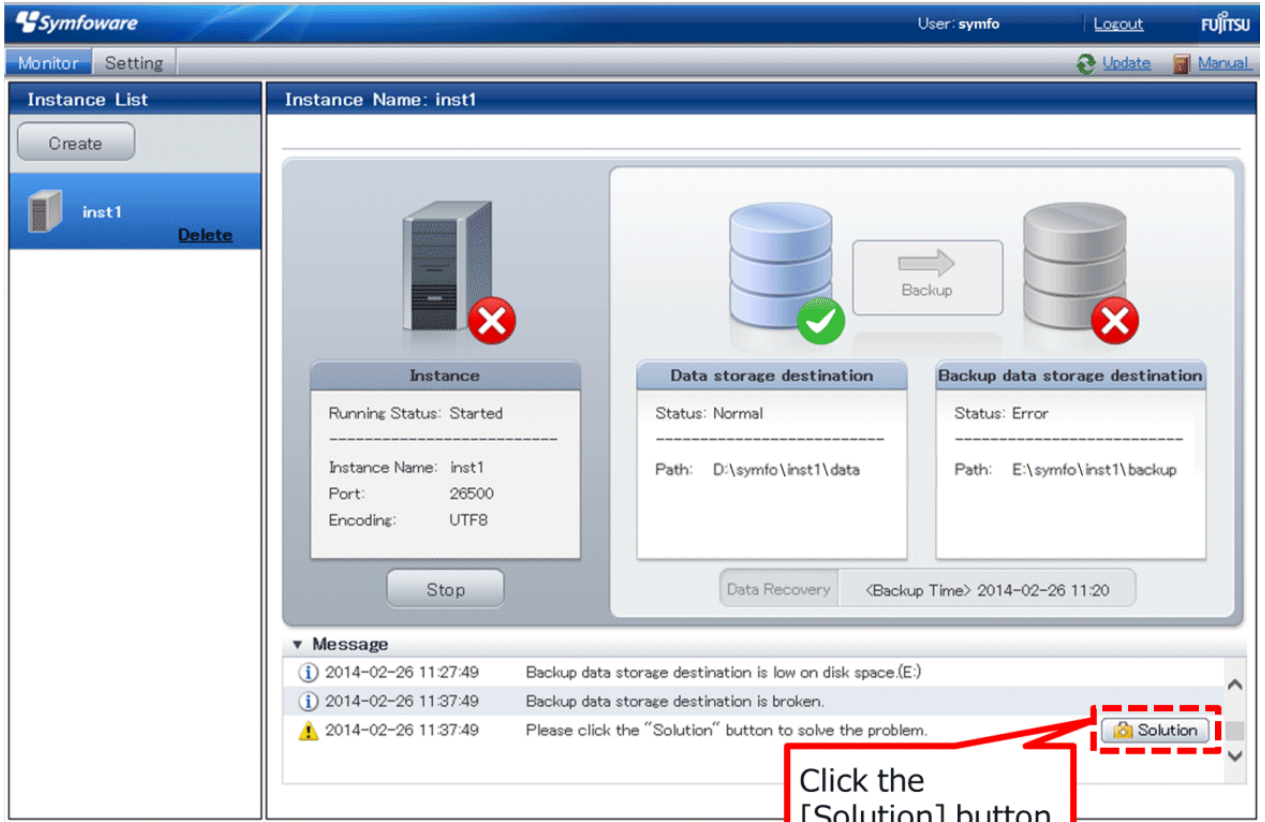 Symfoware
User: symfo
Logout
FUJITSU
Monitor
Setting
Update
Manual
Instance List
Instance Name: inst1
Create
inst1
Delete
Backup
Instance
Running Status: Started
Instance Name: inst1
Port: 26500
Encoding: UTF8
Stop
Data storage destination
Status: Normal
Path: D:\symfo\inst1\data
Backup data storage destination
Status: Error
Path: E:\symfo\inst1\backup
Data Recovery
<Backup Time> 2014-02-26 11:20
Message
2014-02-26 11:27:49 Backup data storage destination is low on disk space.(E:)
2014-02-26 11:37:49 Backup data storage destination is broken.
2014-02-26 11:37:49 Please click the "Solution" button to solve the problem.
Solution
Click the
[Solution] button